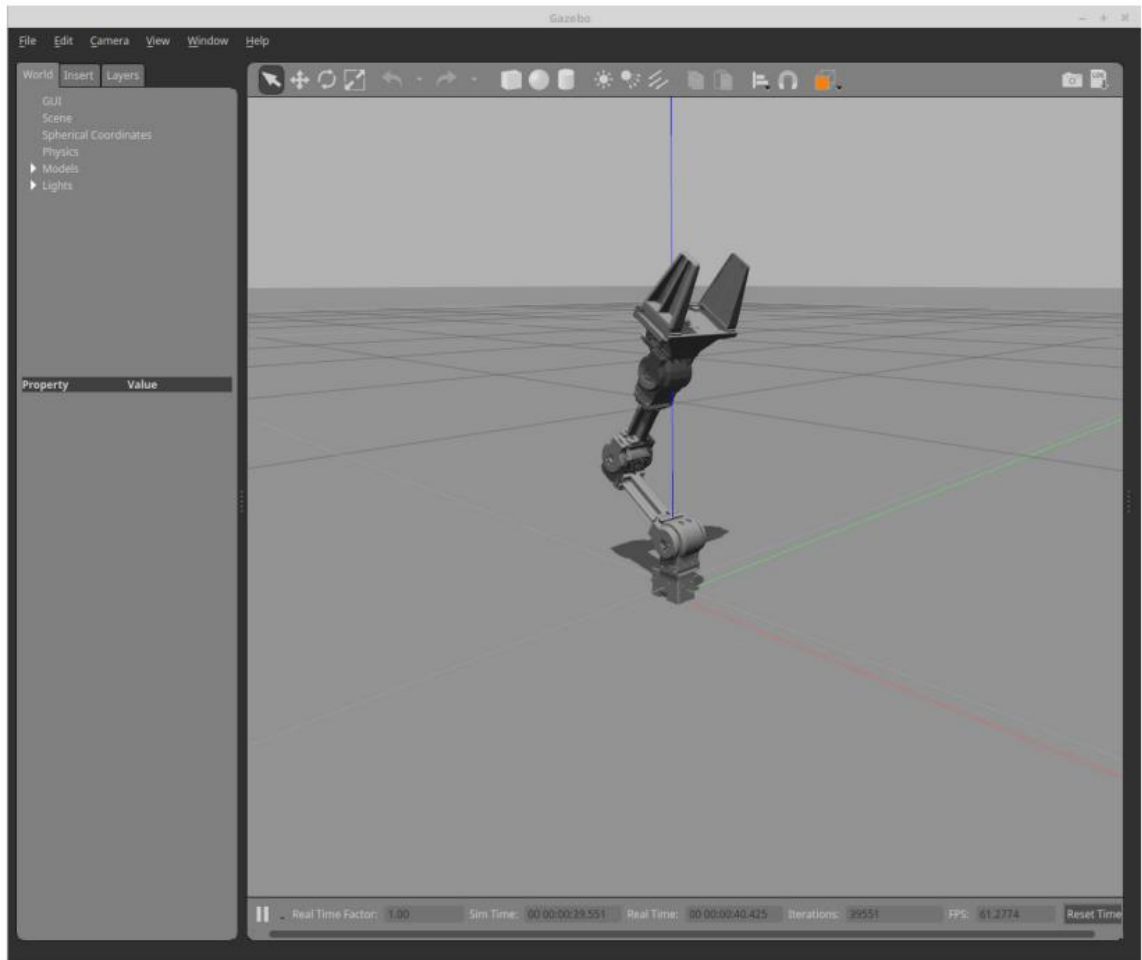 Gazebo
File Edit Camera View Window Help
World Insert Layers
GUI
Scene
Spherical Coordinates
Physics
Models
Lights
Property Value
LOG
Real Time Factor: 1.00 Sim Time: 00 00:00:39.551 Real Time: 00 00:00:40.425 Iterations: 39551 FPS: 61.2774 Reset Time